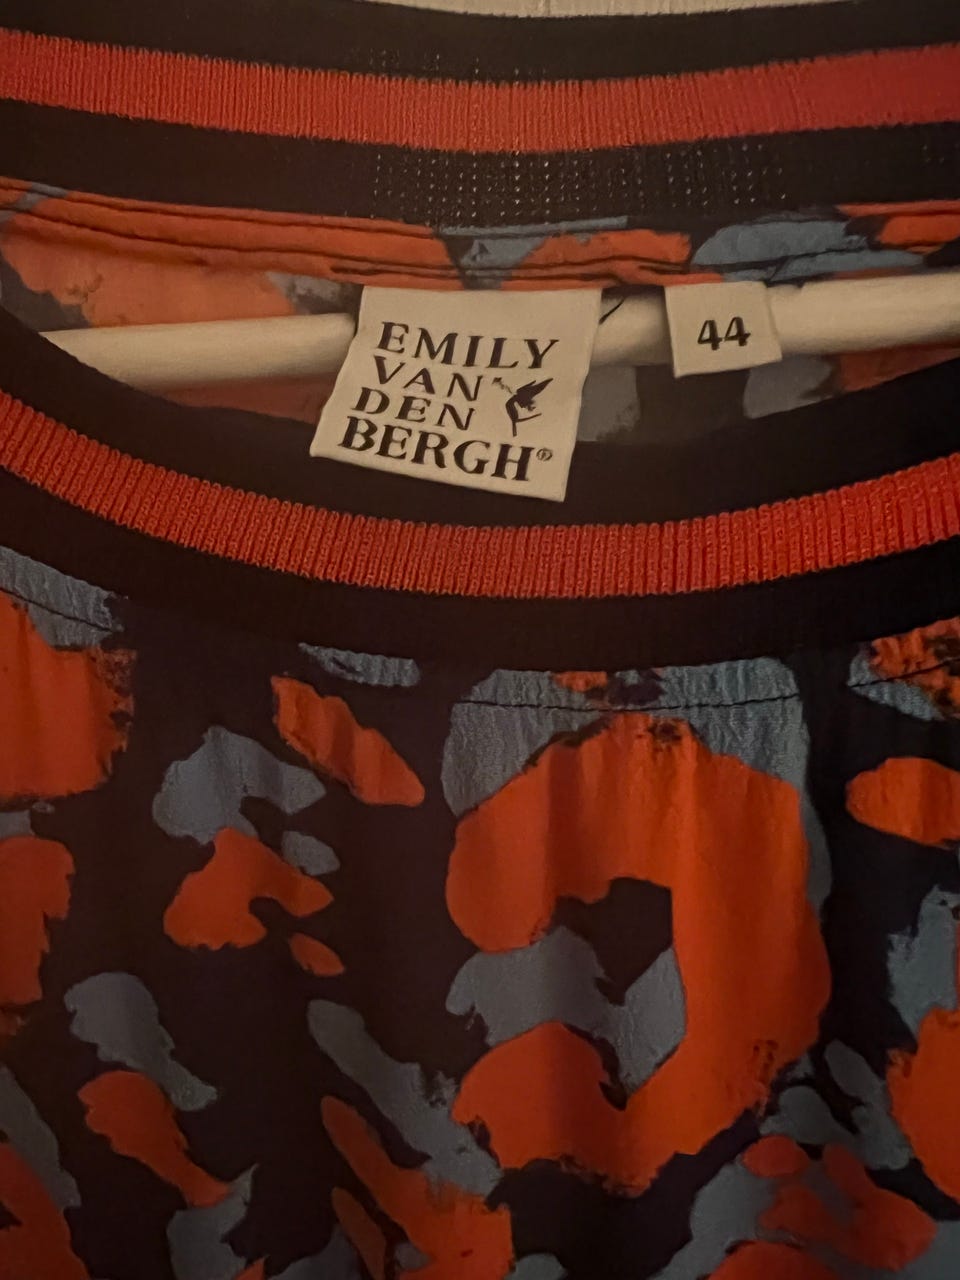 EMILY
VAN
DEN
BERGH®
44